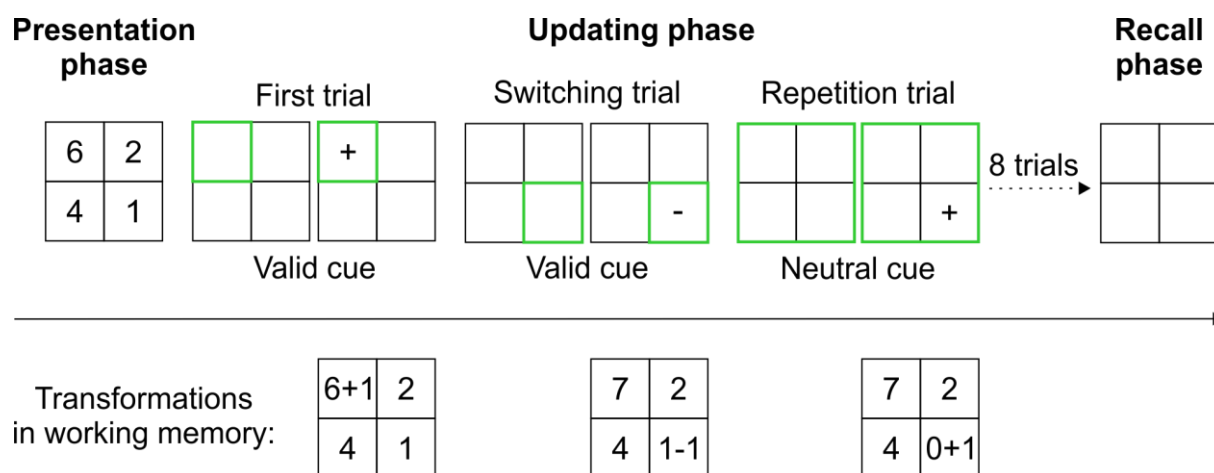 Presentation phase
Updating phase
Recall phase
First trial
Switching trial
Repetition trial
6 2
4 1
+
-
+
8 trials
Valid cue
Valid cue
Neutral cue
Transformations
in working memory:
6+1 2
4 1
7 2
4 1-1
7 2
4 0+1